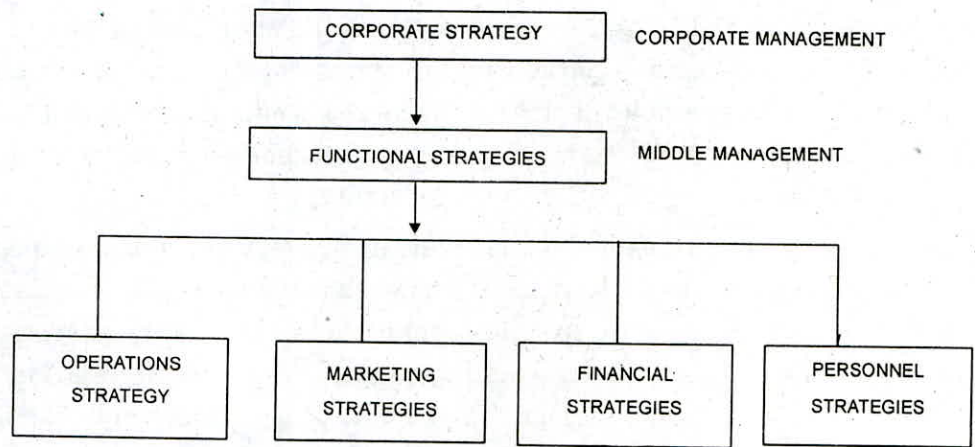 CORPORATE STRATEGY
CORPORATE MANAGEMENT
FUNCTIONAL STRATEGIES
MIDDLE MANAGEMENT
OPERATIONS
STRATEGY
MARKETING
STRATEGIES
FINANCIAL
STRATEGIES
PERSONNEL
STRATEGIES